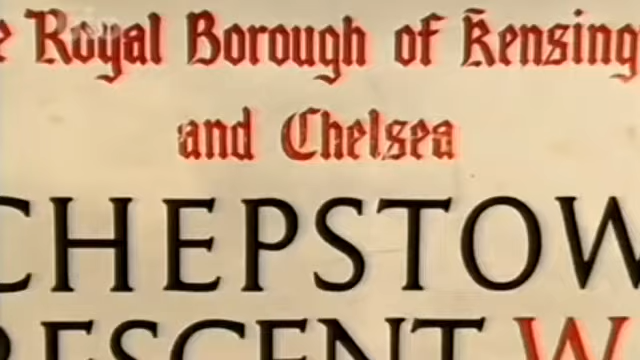 e Royal Borough of Kensing
and Chelsea
CHEPSTOW
RESCENT W